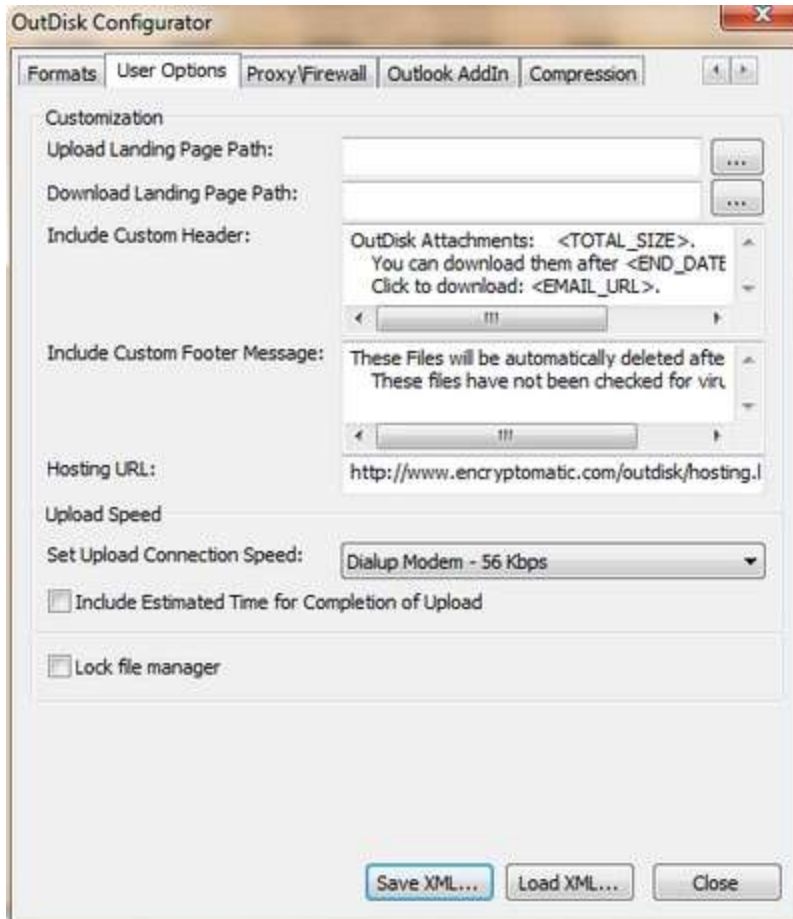 OutDisk Configurator
Formats User Options Proxy\Firewall Outlook AddIn Compression
Customization
Upload Landing Page Path: ...
Download Landing Page Path: ...
Include Custom Header:
OutDisk Attachments: <TOTAL_SIZE>.
You can download them after <END_DATE
Click to download: <EMAIL_URL>.
Include Custom Footer Message:
These Files will be automatically deleted afte
These files have not been checked for viru
Hosting URL: http://www.encryptomatic.com/outdisk/hosting.l
Upload Speed
Set Upload Connection Speed: Dialup Modem - 56 Kbps
Include Estimated Time for Completion of Upload
Lock file manager
Save XML... Load XML... Close